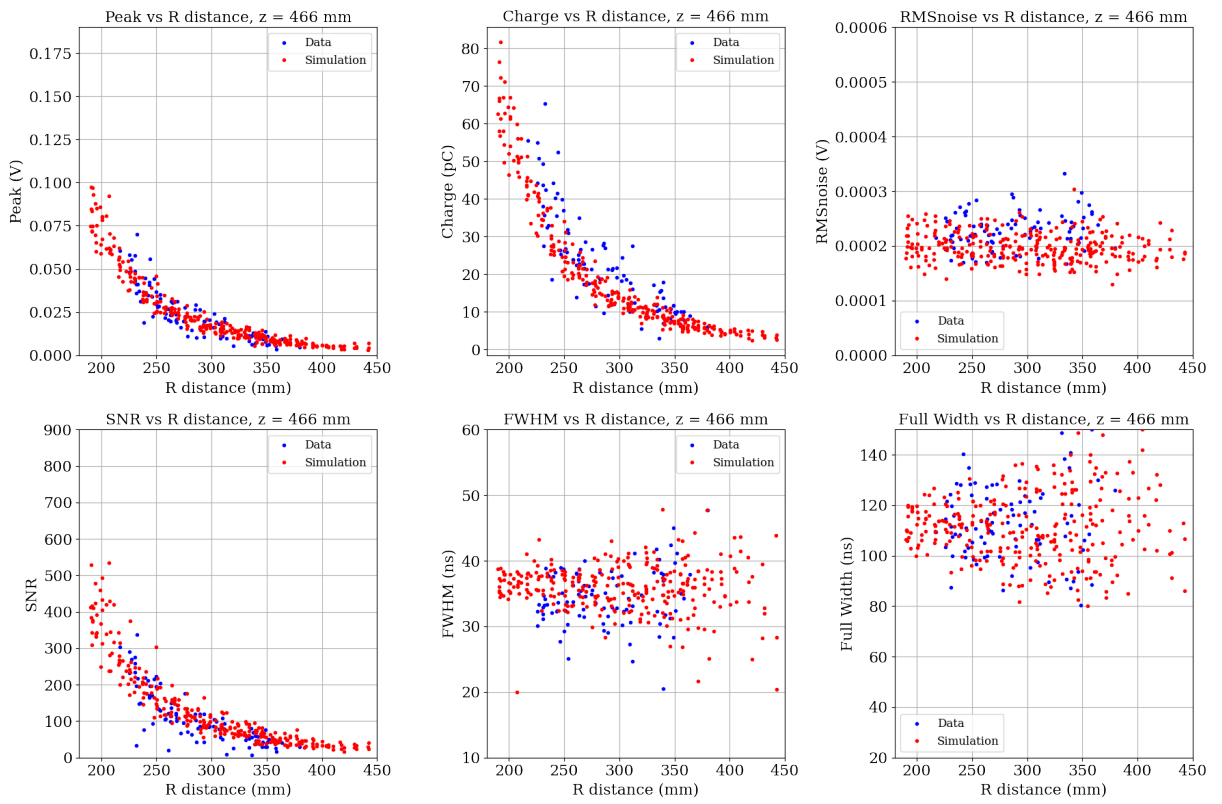 Peak vs R distance, z = 466 mm
Peak (V)
0.175
0.150
0.125
0.100
0.075
0.050
0.025
0.000
Data
Simulation
200 250 300 350 400 450
R distance (mm)
Charge vs R distance, z = 466 mm
Charge (pC)
80
70
60
50
40
30
20
10
0
Data
Simulation
200 250 300 350 400 450
R distance (mm)
RMSnoise vs R distance, z = 466 mm
RMSnoise (V)
0.0006
0.0005
0.0004
0.0003
0.0002
0.0001
0.0000
Data
Simulation
200 250 300 350 400 450
R distance (mm)
SNR vs R distance, z = 466 mm
SNR
900
800
700
600
500
400
300
200
100
0
Data
Simulation
200 250 300 350 400 450
R distance (mm)
FWHM vs R distance, z = 466 mm
FWHM (ns)
60
50
40
30
20
10
Data
Simulation
200 250 300 350 400 450
R distance (mm)
Full Width vs R distance, z = 466 mm
Full Width (ns)
140
120
100
80
60
40
20
Data
Simulation
200 250 300 350 400 450
R distance (mm)